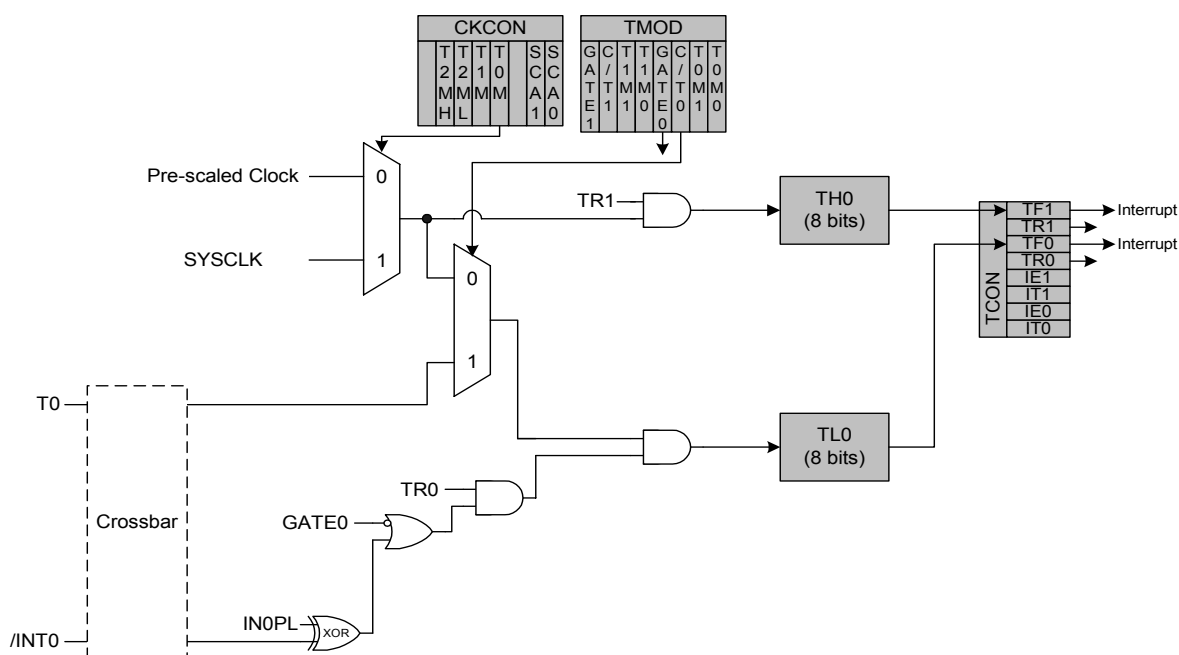 CKCON
T2MH
T2ML
T1M
T0M
SCA1
SCA0
TMOD
GATE1
C/T1
T1M1
T1M0
GATE0
C/T0
T0M1
T0M0
Pre-scaled Clock
0
SYSCLK
1
0
1
TR1
TH0
(8 bits)
TCON
TF1
TR1
TF0
TR0
IE1
IT1
IE0
IT0
Interrupt
Interrupt
T0
Crossbar
/INT0
TL0
(8 bits)
TR0
GATE0
IN0PL
XOR